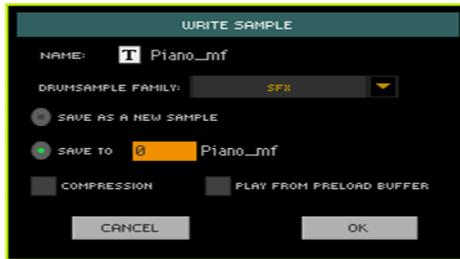 WRITE SAMPLE
NAME: T Piano_mf
DRUMSAMPLE FAMILY: SFX
SAVE AS A NEW SAMPLE
SAVE TO 0 Piano_mf
COMPRESSION PLAY FROM PRELOAD BUFFER
CANCEL OK